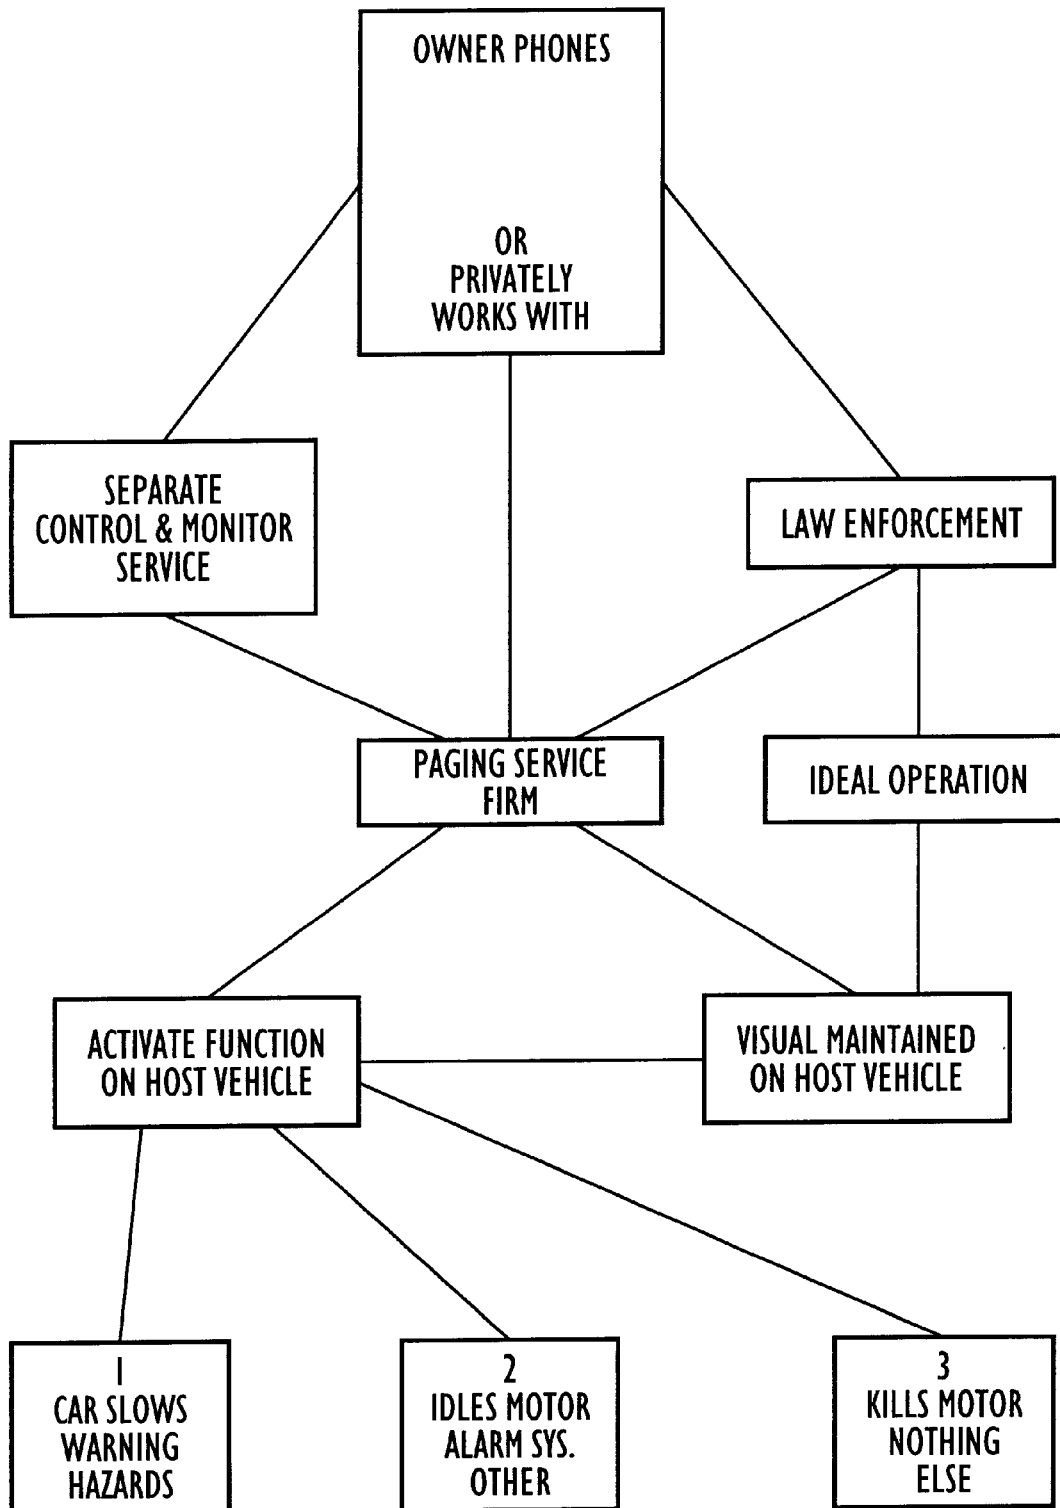 OWNER PHONES
OR
PRIVATELY
WORKS WITH
SEPARATE
CONTROL & MONITOR
SERVICE
LAW ENFORCEMENT
PAGING SERVICE
FIRM
IDEAL OPERATION
ACTIVATE FUNCTION
ON HOST VEHICLE
VISUAL MAINTAINED
ON HOST VEHICLE
1
CAR SLOWS
WARNING
HAZARDS
2
IDLES MOTOR
ALARM SYS.
OTHER
3
KILLS MOTOR
NOTHING
ELSE